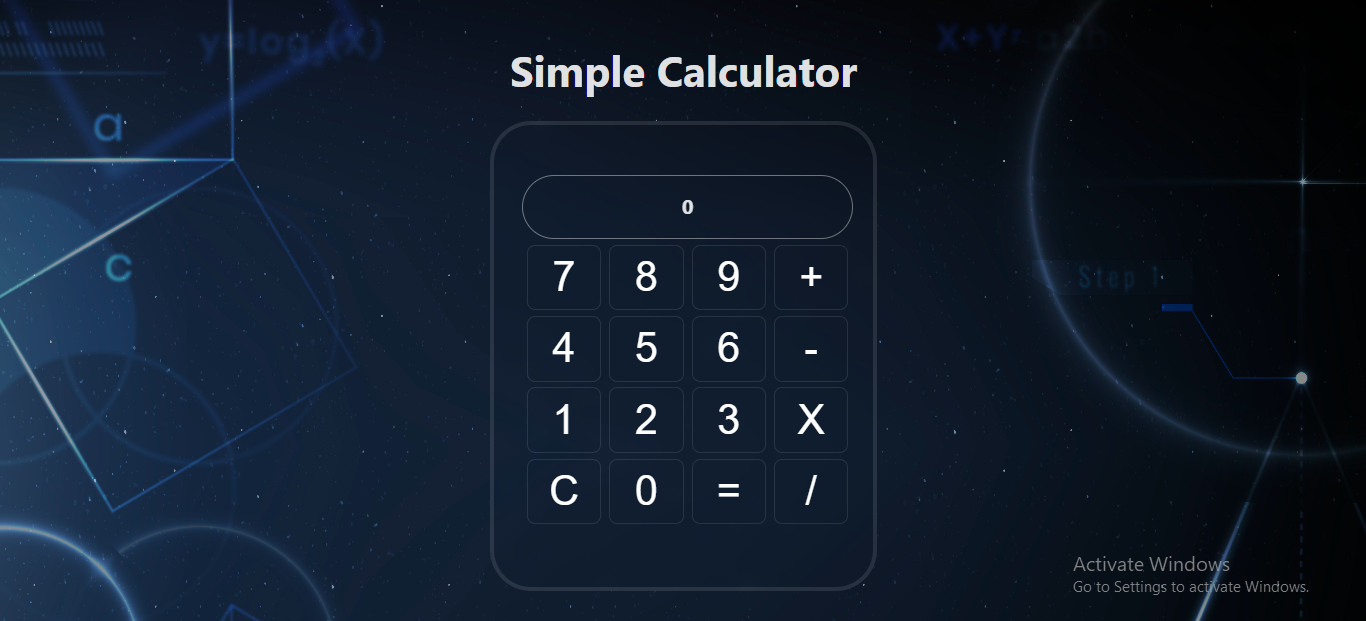 y=log (x)
X+Y
Simple Calculator
a
0
c
7 8 9 +
Step 1
4 5 6 -
1 2 3 X
C 0 = /
Activate Windows
Go to Settings to activate Windows.